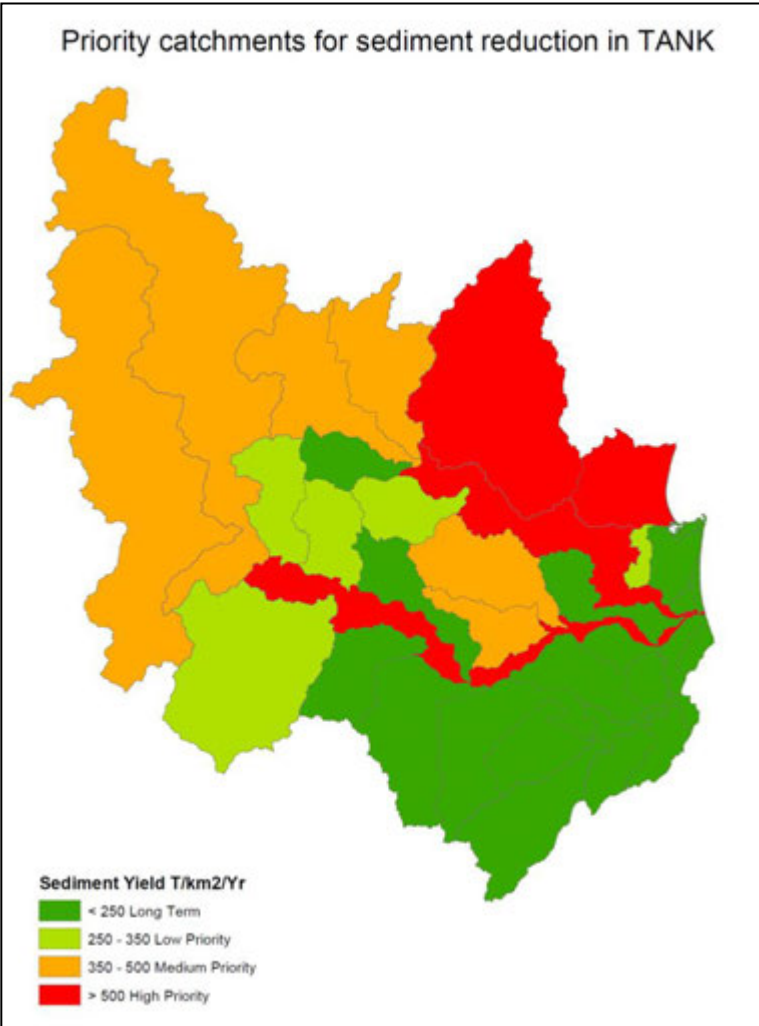 Priority catchments for sediment reduction in TANK
Sediment Yield T/km2/Yr
< 250 Long Term
250 - 350 Low Priority
350 - 500 Medium Priority
> 500 High Priority